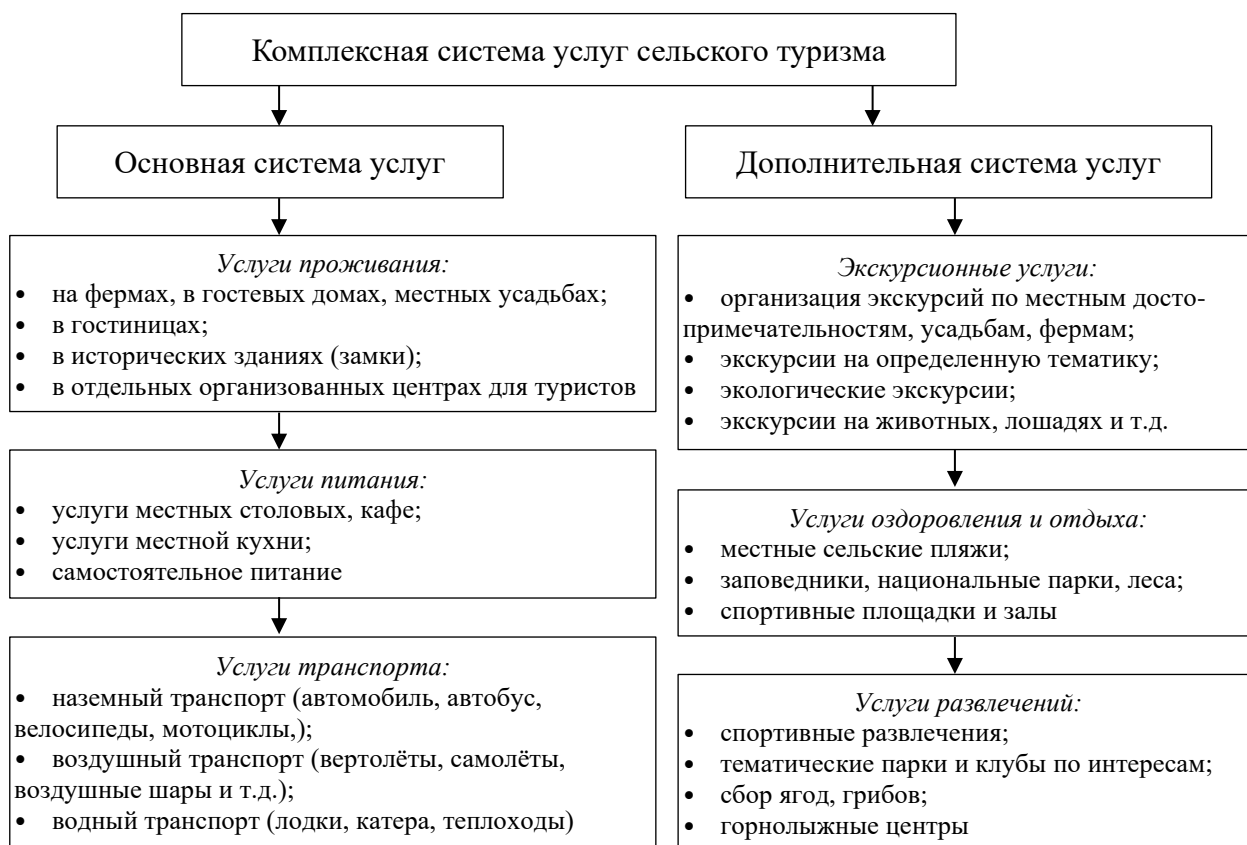 Комплексная система услуг сельского туризма
Основная система услуг
Дополнительная система услуг
Услуги проживания:
• на фермах, в гостевых домах, местных усадьбах;
• в гостиницах;
• в исторических зданиях (замки);
• в отдельных организованных центрах для туристов
Услуги питания:
• услуги местных столовых, кафе;
• услуги местной кухни;
• самостоятельное питание
Услуги транспорта:
• наземный транспорт (автомобиль, автобус,
велосипеды, мотоциклы,);
• воздушный транспорт (вертолёты, самолёты,
воздушные шары и т.д.);
• водный транспорт (лодки, катера, теплоходы)
Экскурсионные услуги:
• организация экскурсий по местным досто-
примечательностям, усадьбам, фермам;
• экскурсии на определенную тематику;
• экологические экскурсии;
• экскурсии на животных, лошадях и т.д.
Услуги оздоровления и отдыха:
• местные сельские пляжи;
• заповедники, национальные парки, леса;
• спортивные площадки и залы
Услуги развлечений:
• спортивные развлечения;
• тематические парки и клубы по интересам;
• сбор ягод, грибов;
• горнолыжные центры